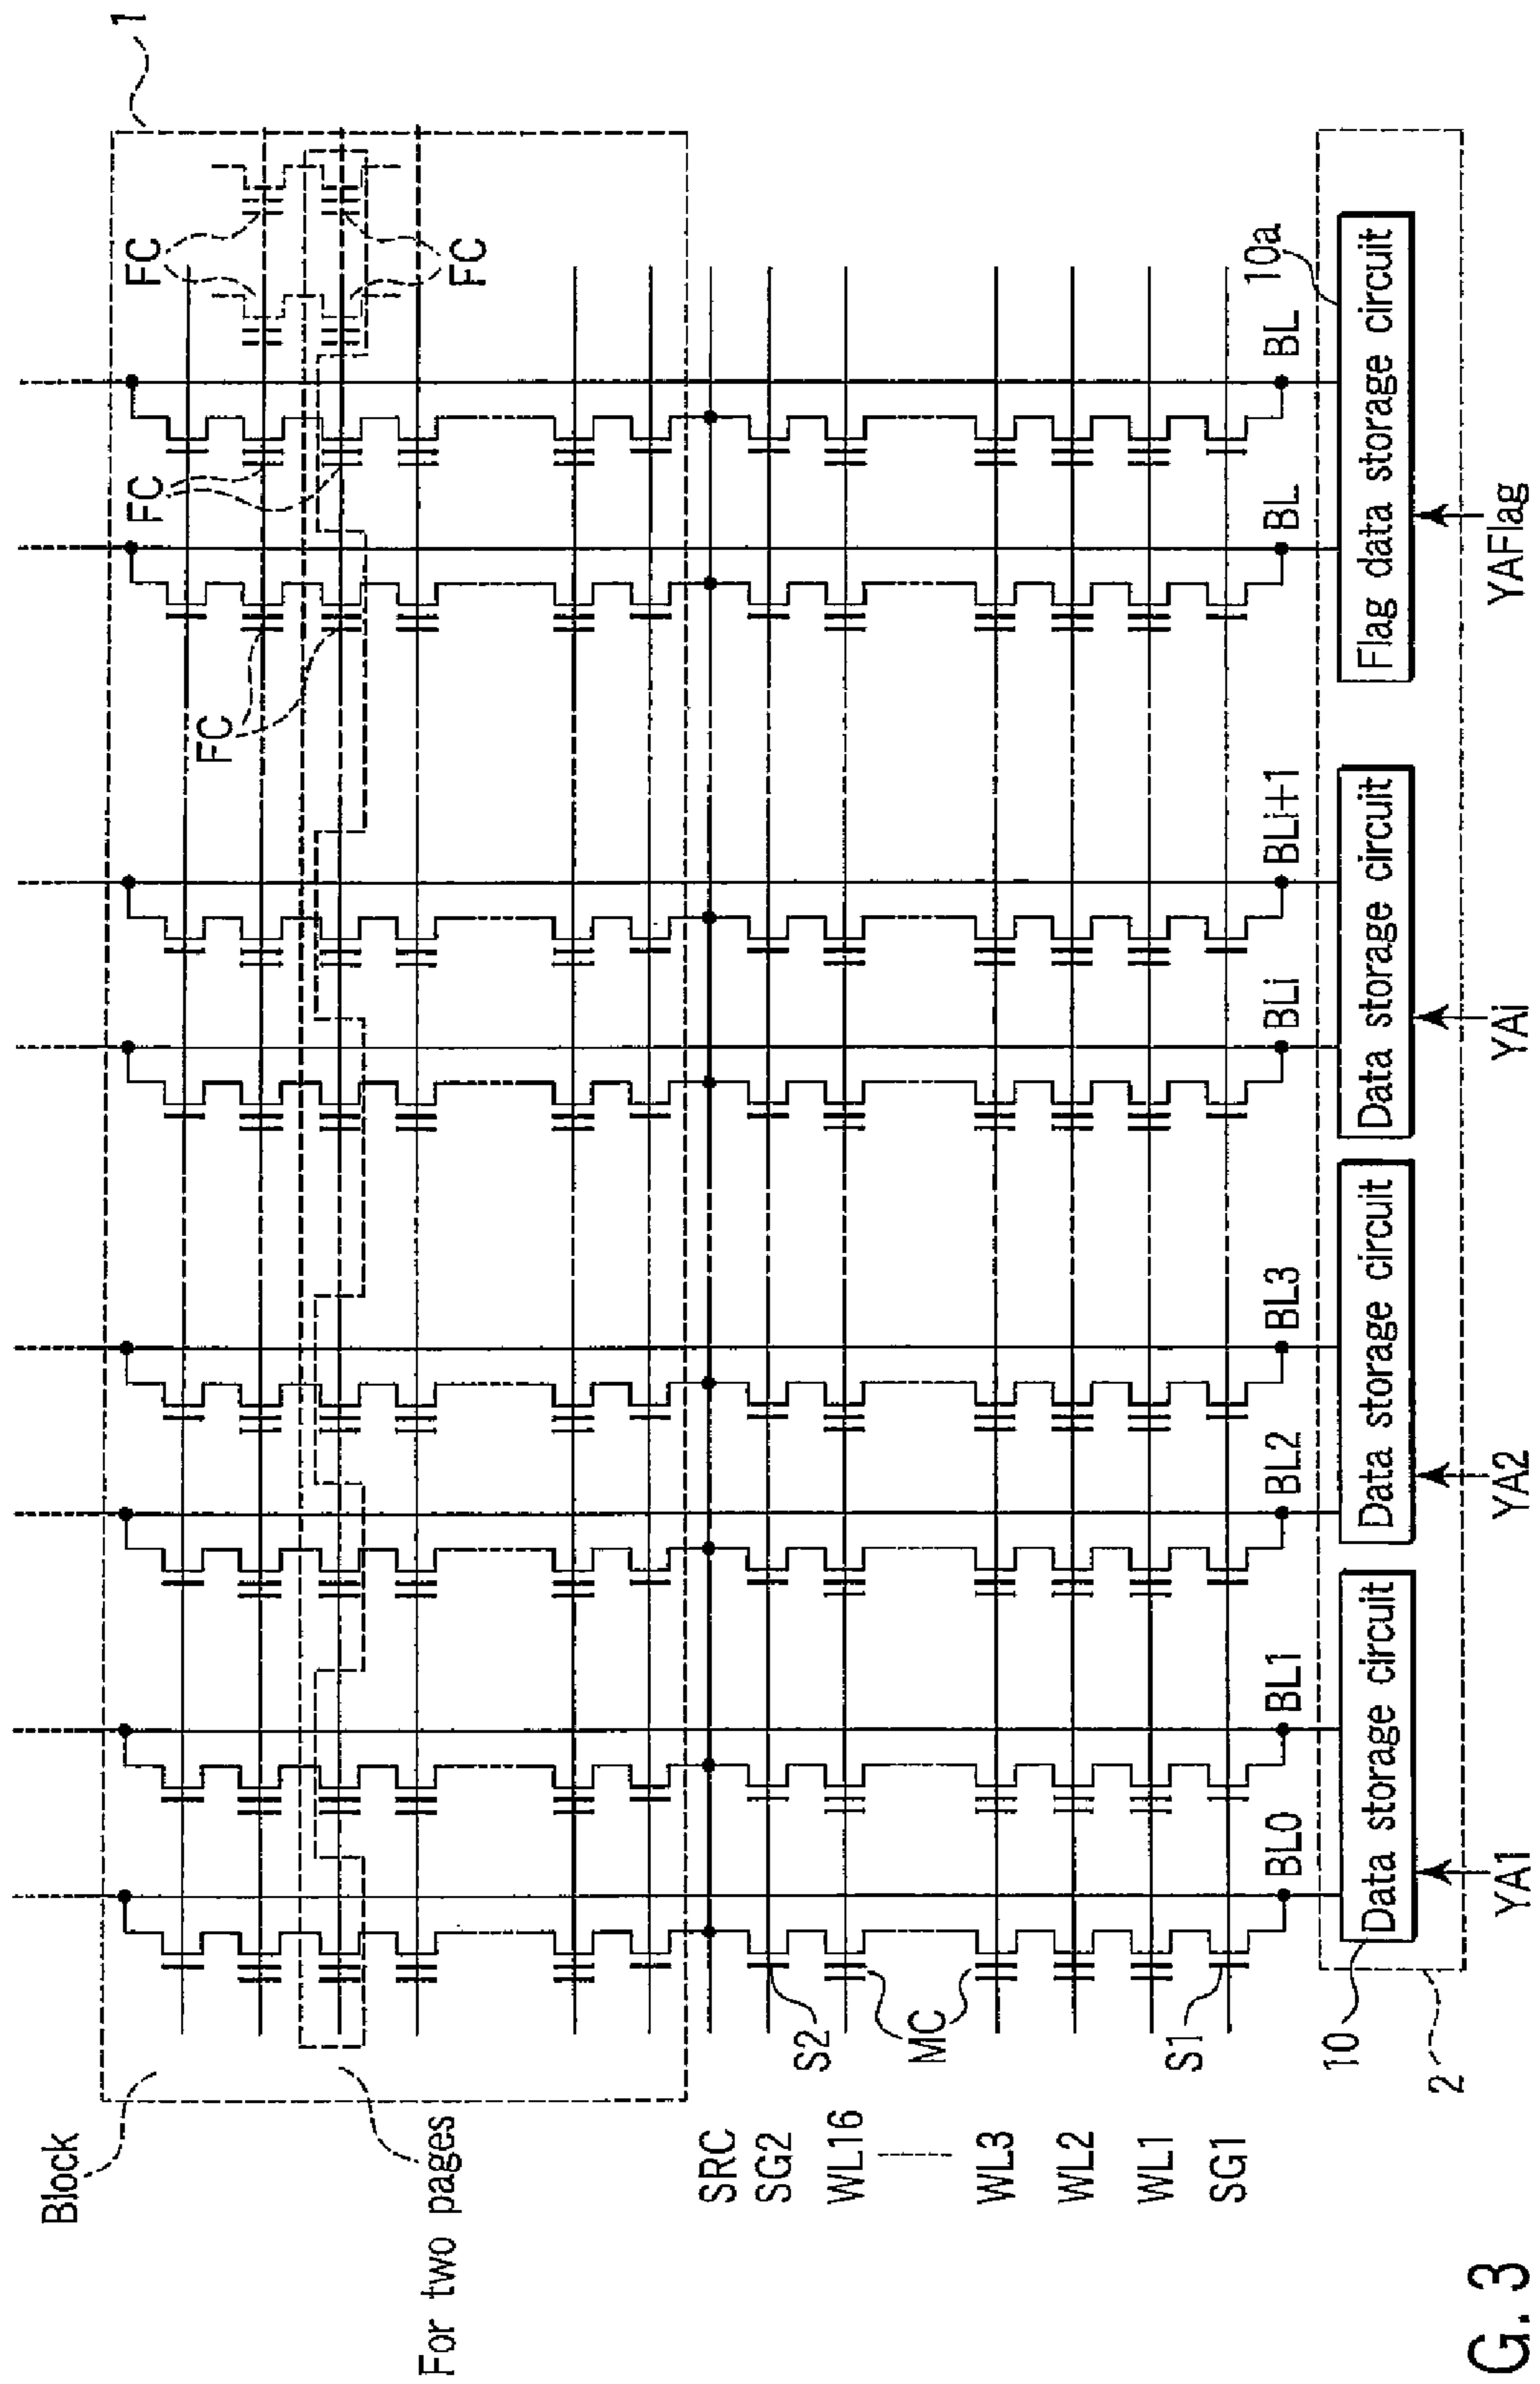 1
Block
For two pages
FC
FC
FC
FC
SRC
SG2
WL16
WL3
WL2
WL1
SG1
S2
MC
S1
BL0
BL1
BL2
BL3
BLi
BLi+1
BL
BL
10
10a
Data storage circuit
Data storage circuit
Data storage circuit
Flag data storage circuit
2
YA1
YA2
YAi
YAFlag
G. 3